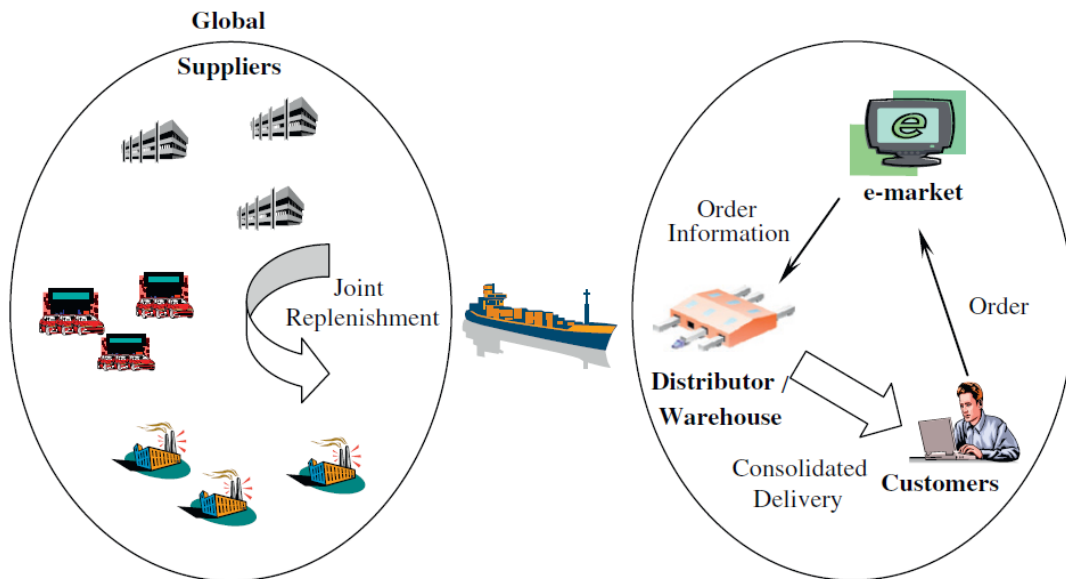 Global
Suppliers
Joint
Replenishment
e
e-market
Order
Information
Order
Distributor /
Warehouse
Consolidated
Delivery
Customers